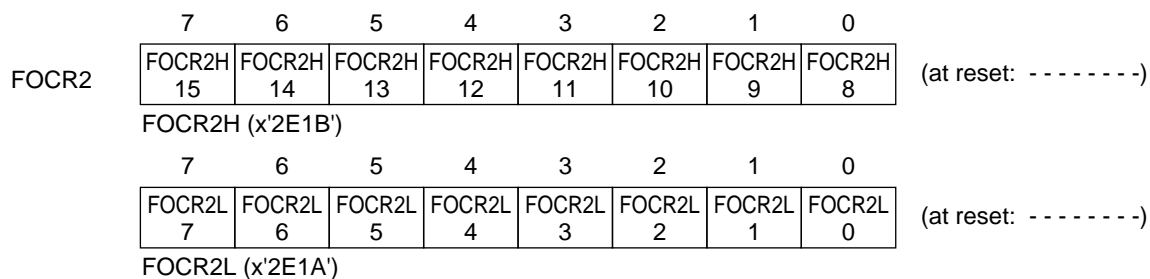 7 6 5 4 3 2 1 0
FOCR2 FOCR2H FOCR2H FOCR2H FOCR2H FOCR2H FOCR2H FOCR2H FOCR2H (at reset: - - - - - - - -)
15 14 13 12 11 10 9 8
FOCR2H (x'2E1B')
7 6 5 4 3 2 1 0
FOCR2L FOCR2L FOCR2L FOCR2L FOCR2L FOCR2L FOCR2L FOCR2L (at reset: - - - - - - - -)
7 6 5 4 3 2 1 0
FOCR2L (x'2E1A')